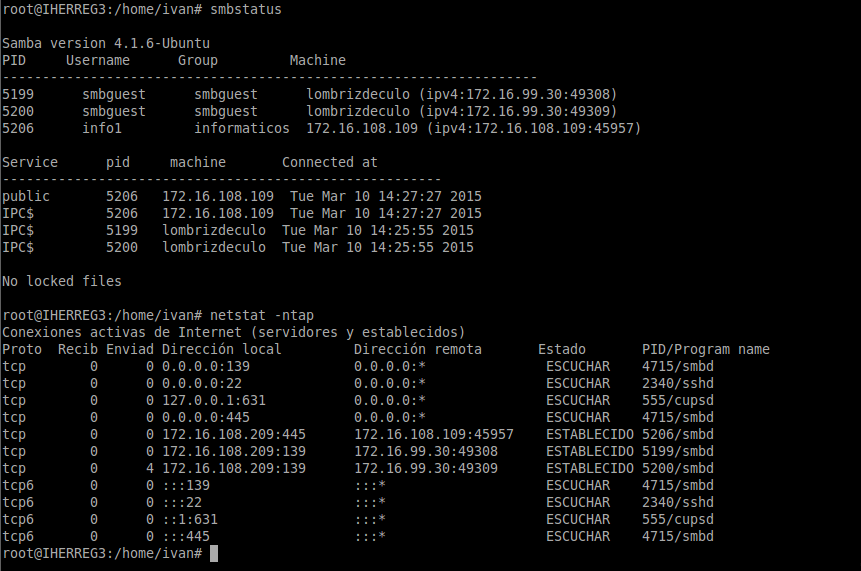 root@IHERREG3:/home/ivan# smbstatus
Samba version 4.1.6-Ubuntu
PID     Username      Group         Machine
-------------------------------------------------------------------
5199      smbguest      smbguest      lombrizdeculo (ipv4:172.16.99.30:49308)
5200      smbguest      smbguest      lombrizdeculo (ipv4:172.16.99.30:49309)
5206      info1         informaticos  172.16.108.109 (ipv4:172.16.108.109:45957)
Service      pid     machine       Connected at
-------------------------------------------------------
public       5206   172.16.108.109  Tue Mar 10 14:27:27 2015
IPC$         5206   172.16.108.109  Tue Mar 10 14:27:27 2015
IPC$         5199   lombrizdeculo  Tue Mar 10 14:25:55 2015
IPC$         5200   lombrizdeculo  Tue Mar 10 14:25:55 2015
No locked files
root@IHERREG3:/home/ivan# netstat -ntap
Conexiones activas de Internet (servidores y establecidos)
Proto  Recib Enviad Dirección local         Dirección remota       Estado       PID/Program name
tcp        0      0 0.0.0.0:139             0.0.0.0:*               ESCUCHAR    4715/smbd
tcp        0      0 0.0.0.0:22              0.0.0.0:*               ESCUCHAR    2340/sshd
tcp        0      0 127.0.0.1:631           0.0.0.0:*               ESCUCHAR    555/cupsd
tcp        0      0 0.0.0.0:445             0.0.0.0:*               ESCUCHAR    4715/smbd
tcp        0      0 172.16.108.209:445      172.16.108.109:45957    ESTABLECIDO 5206/smbd
tcp        0      0 172.16.108.209:139      172.16.99.30:49308      ESTABLECIDO 5199/smbd
tcp        0      4 172.16.108.209:139      172.16.99.30:49309      ESTABLECIDO 5200/smbd
tcp6       0      0 :::139                  :::*                    ESCUCHAR    4715/smbd
tcp6       0      0 :::22                   :::*                    ESCUCHAR    2340/sshd
tcp6       0      0 ::1:631                 :::*                    ESCUCHAR    555/cupsd
tcp6       0      0 :::445                  :::*                    ESCUCHAR    4715/smbd
root@IHERREG3:/home/ivan#